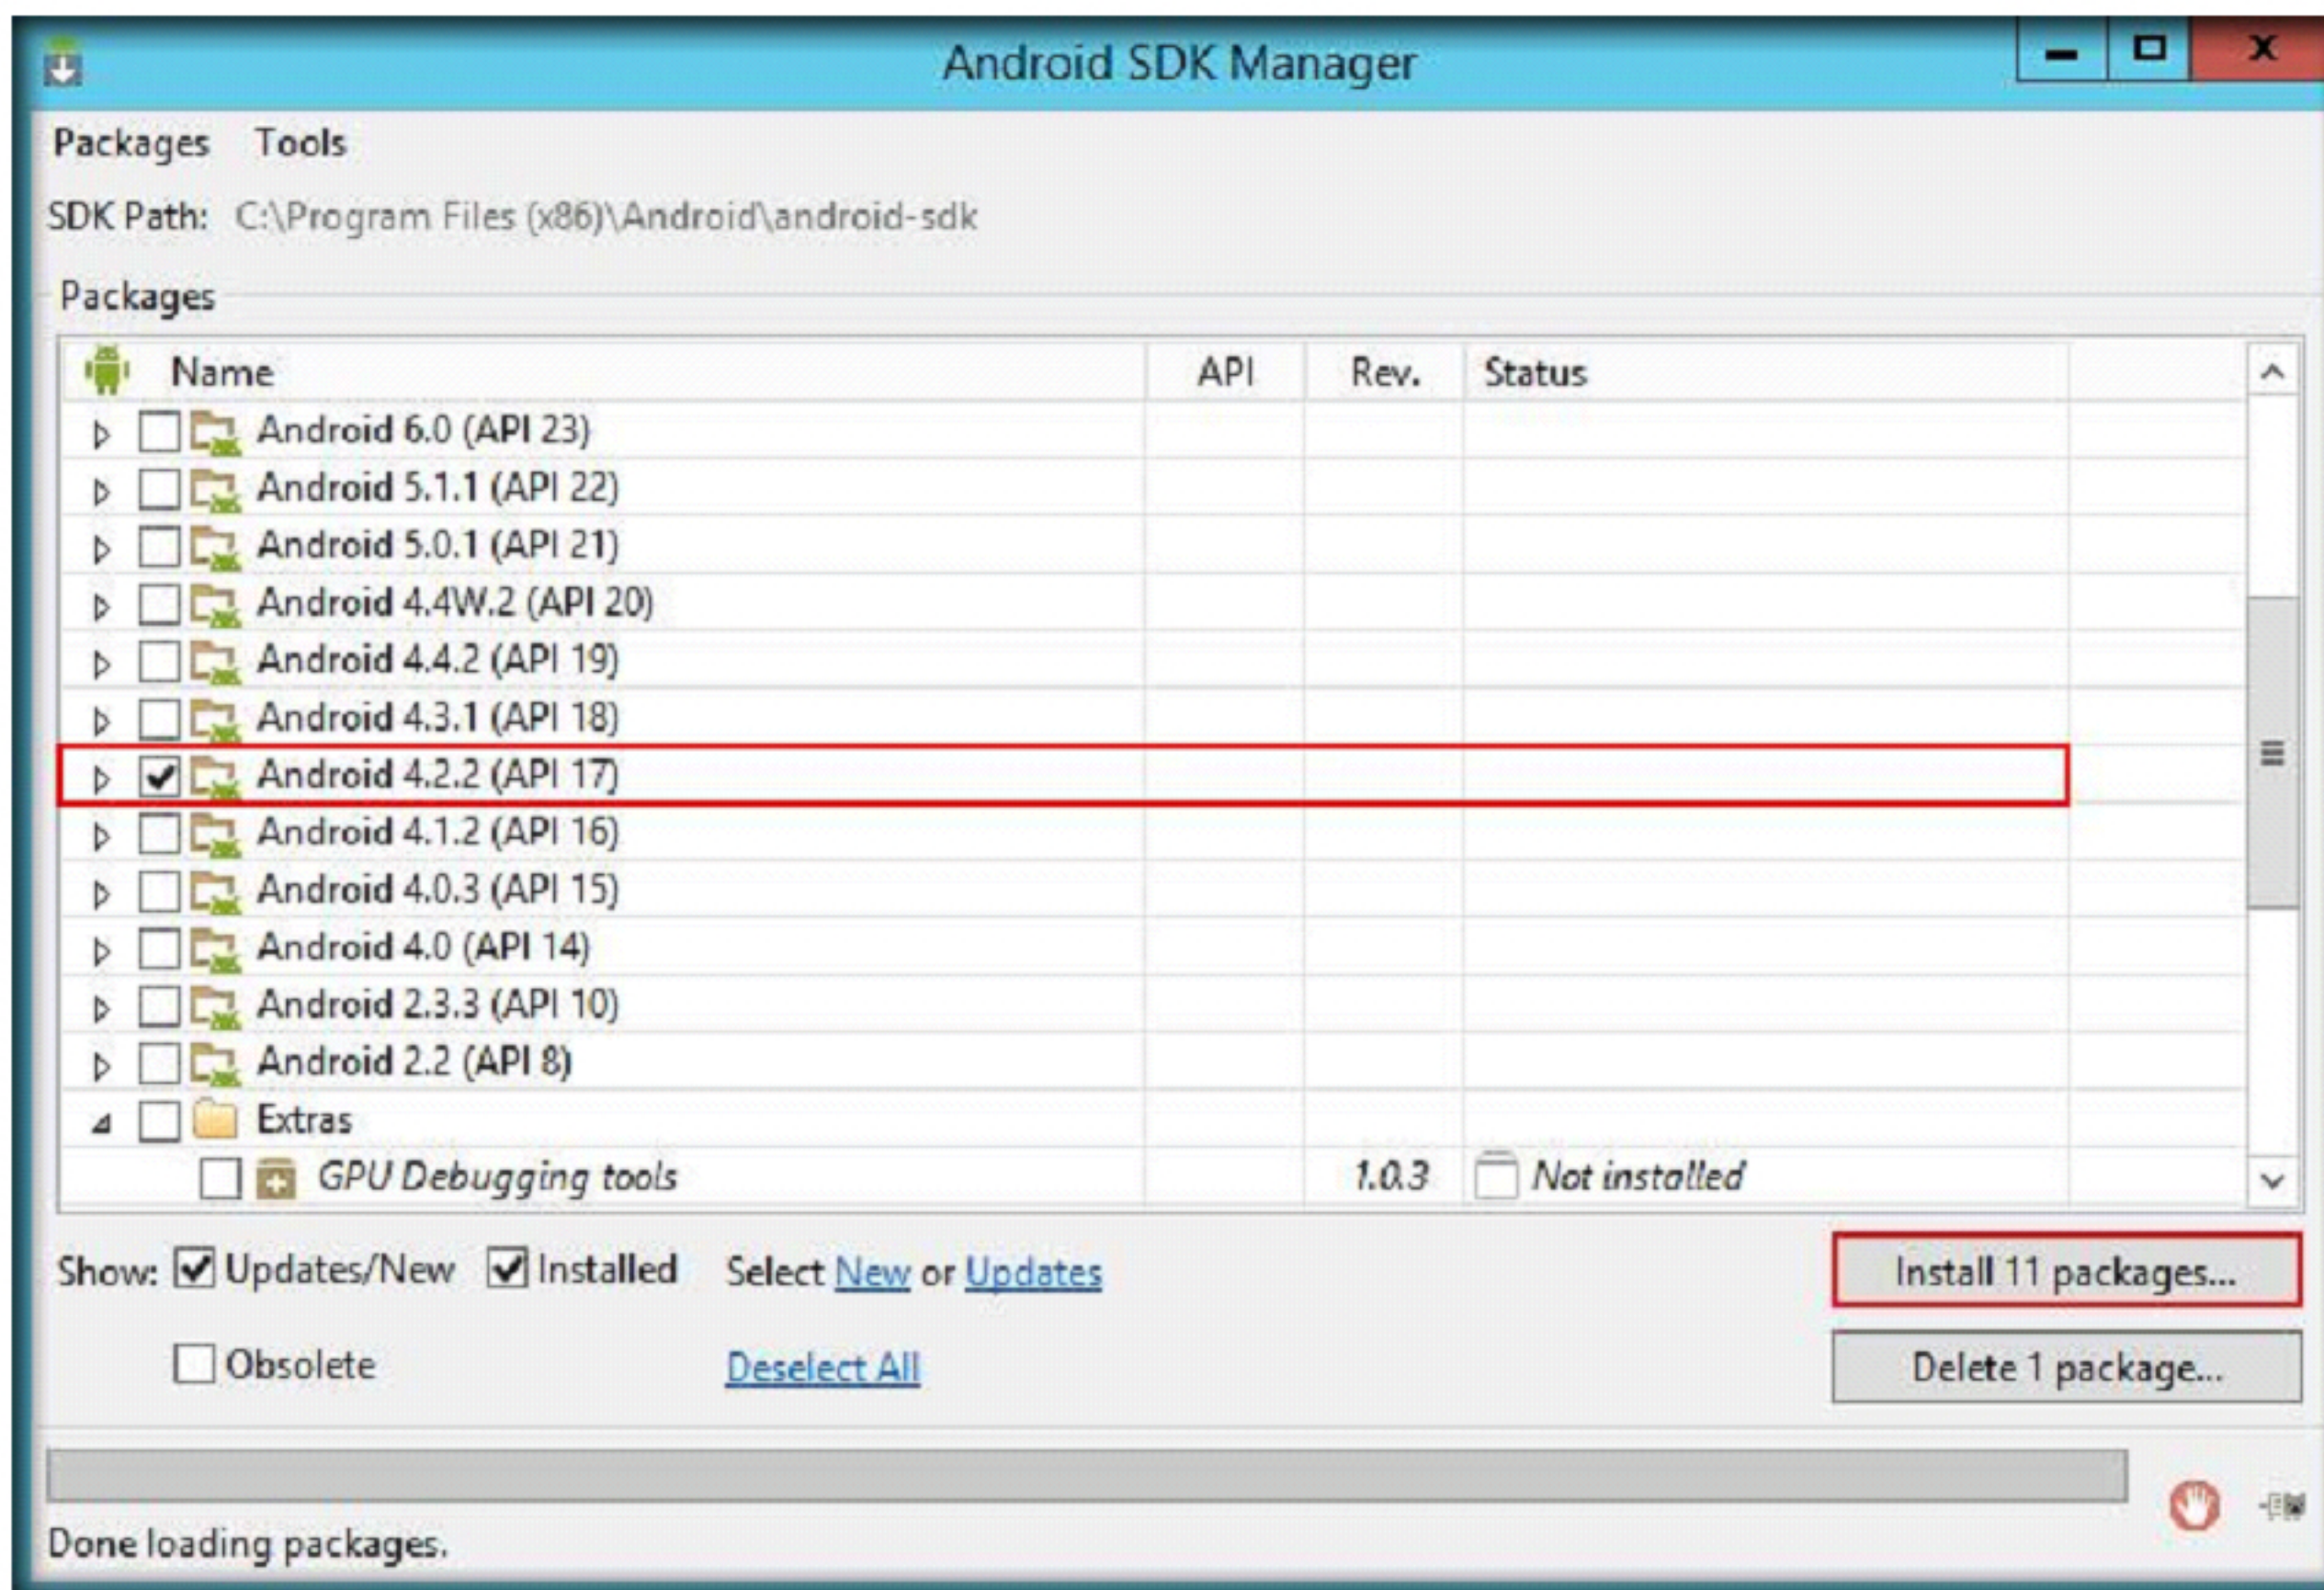 Android SDK Manager
Packages Tools
SDK Path: C:\Program Files (x86)\Android\android-sdk
Packages
Name API Rev. Status
Android 6.0 (API 23)
Android 5.1.1 (API 22)
Android 5.0.1 (API 21)
Android 4.4W.2 (API 20)
Android 4.4.2 (API 19)
Android 4.3.1 (API 18)
Android 4.2.2 (API 17)
Android 4.1.2 (API 16)
Android 4.0.3 (API 15)
Android 4.0 (API 14)
Android 2.3.3 (API 10)
Android 2.2 (API 8)
Extras
GPU Debugging tools 1.0.3 Not installed
Show: Updates/New Installed Select New or Updates Install 11 packages...
Obsolete Deselect All Delete 1 package...
Done loading packages.